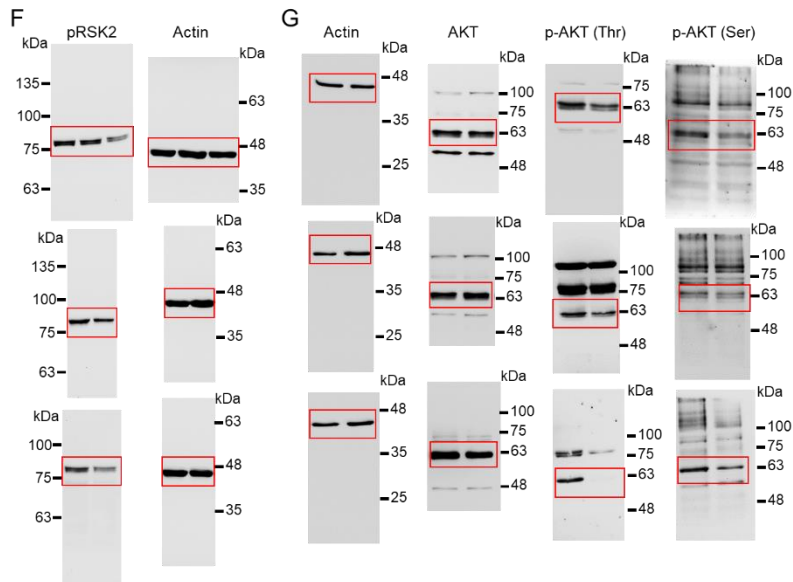 F
pRSK2
Actin
kDa
135
100
75
63
kDa
63
48
35
kDa
135
100
75
63
kDa
63
48
35
kDa
100
75
63
kDa
63
48
35
G
Actin
AKT
p-AKT (Thr)
p-AKT (Ser)
kDa
48
35
25
kDa
100
75
63
48
kDa
75
63
48
kDa
100
75
63
48
kDa
48
35
25
kDa
100
75
63
48
kDa
100
75
63
48
kDa
100
75
63
48
kDa
48
35
25
kDa
100
75
63
48
kDa
100
75
63
48
kDa
100
75
63
48